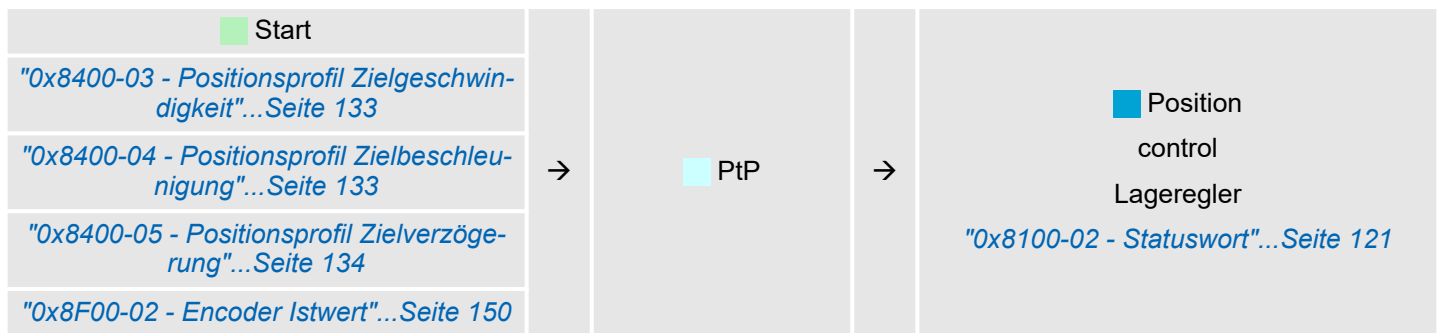 Start
"0x8400-03 - Positionsprofil Zielgeschwin-
digkeit"...Seite 133
"0x8400-04 - Positionsprofil Zielbeschleu-
nigung"...Seite 133
"0x8400-05 - Positionsprofil Zielverzöge-
rung"...Seite 134
"0x8F00-02 - Encoder Istwert"...Seite 150
→
PtP
→
Position
control
Lageregler
"0x8100-02 - Statuswort"...Seite 121